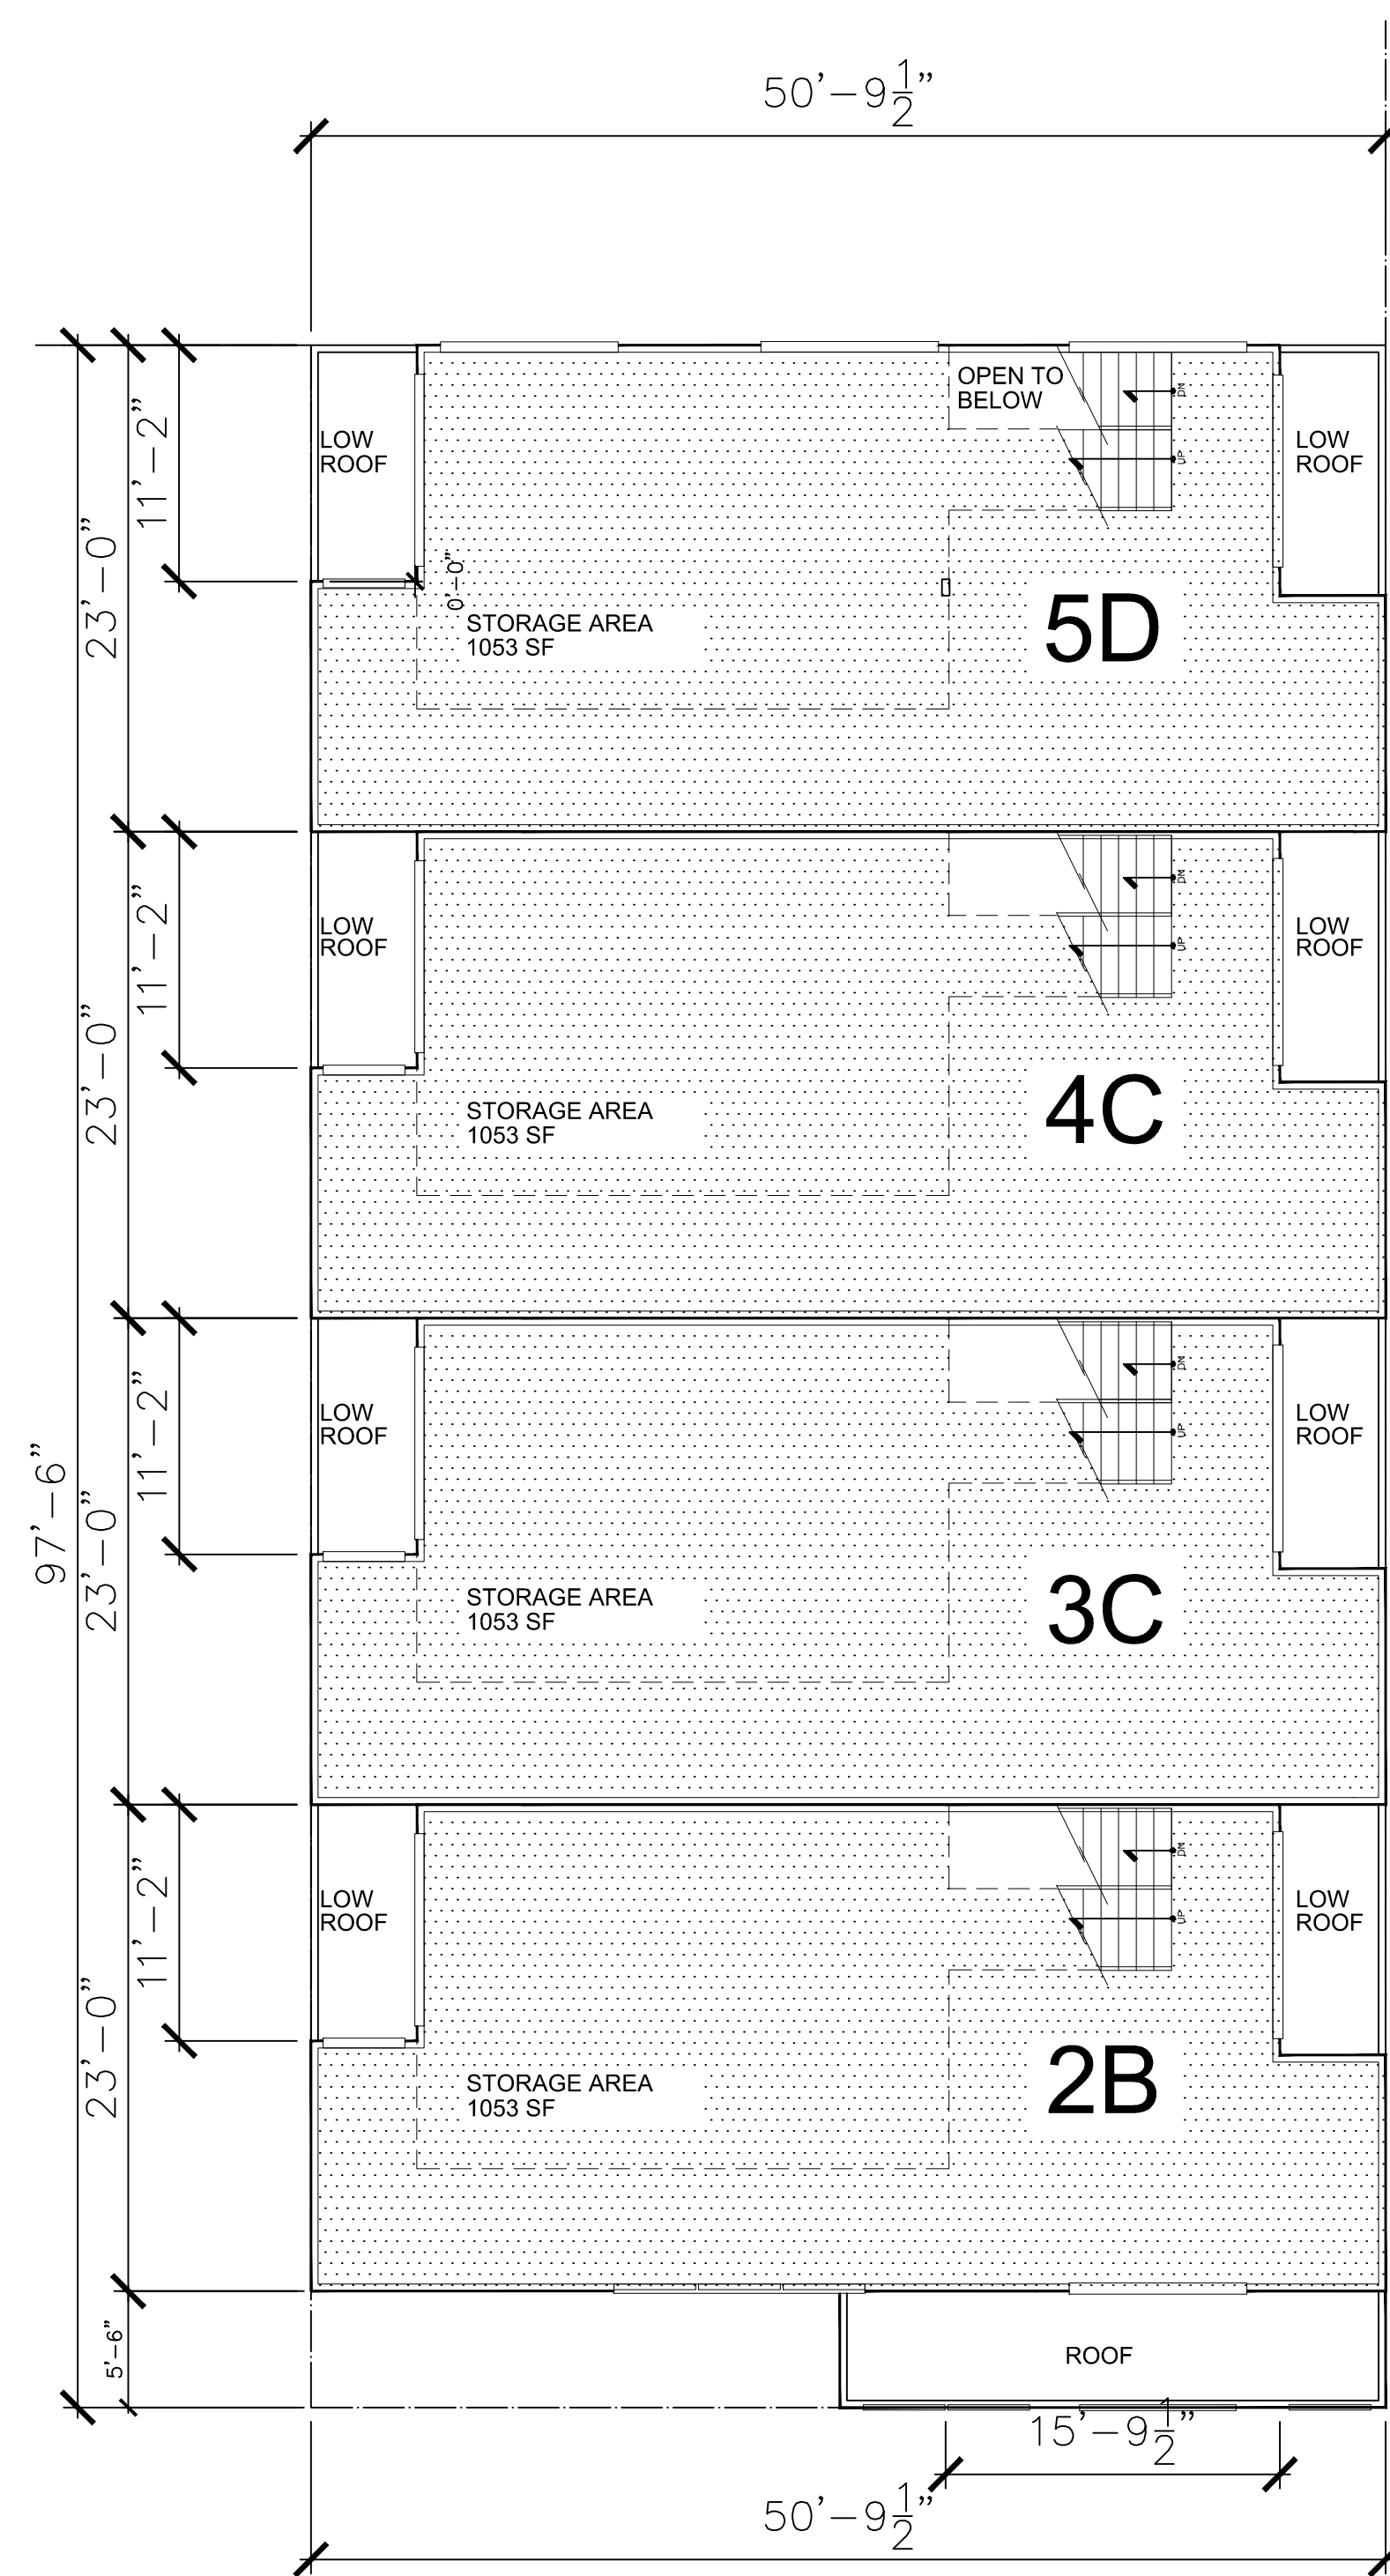 50'-9 1/2"
OPEN TO
BELOW
DN
UP
LOW
ROOF
LOW
ROOF
11'-2"
23'-0"
0'-0"
STORAGE AREA
1053 SF
5D
DN
UP
LOW
ROOF
LOW
ROOF
11'-2"
23'-0"
STORAGE AREA
1053 SF
4C
DN
UP
LOW
ROOF
LOW
ROOF
11'-2"
97'-6"
23'-0"
STORAGE AREA
1053 SF
3C
DN
UP
LOW
ROOF
LOW
ROOF
11'-2"
23'-0"
STORAGE AREA
1053 SF
2B
5'-6"
ROOF
15'-9 1/2"
50'-9 1/2"